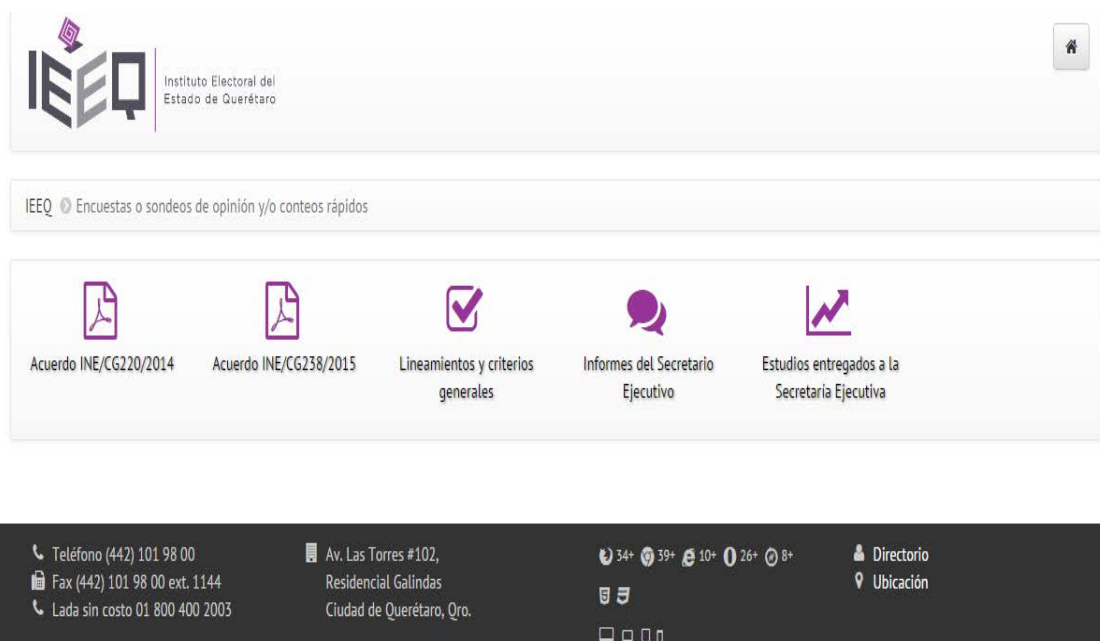 IEEQ
Instituto Electoral del
Estado de Querétaro
IEEQ Encuestas o sondeos de opinión y/o conteos rápidos
Acuerdo INE/CG220/2014
Acuerdo INE/CG238/2015
Lineamientos y criterios
generales
Informes del Secretario
Ejecutivo
Estudios entregados a la
Secretaria Ejecutiva
Teléfono (442) 101 98 00
Fax (442) 101 98 00 ext. 1144
Lada sin costo 01 800 400 2003
Av. Las Torres #102,
Residencial Galindas
Ciudad de Querétaro, Qro.
34+ 39+ 10+ 26+ 8+
Directorio
Ubicación